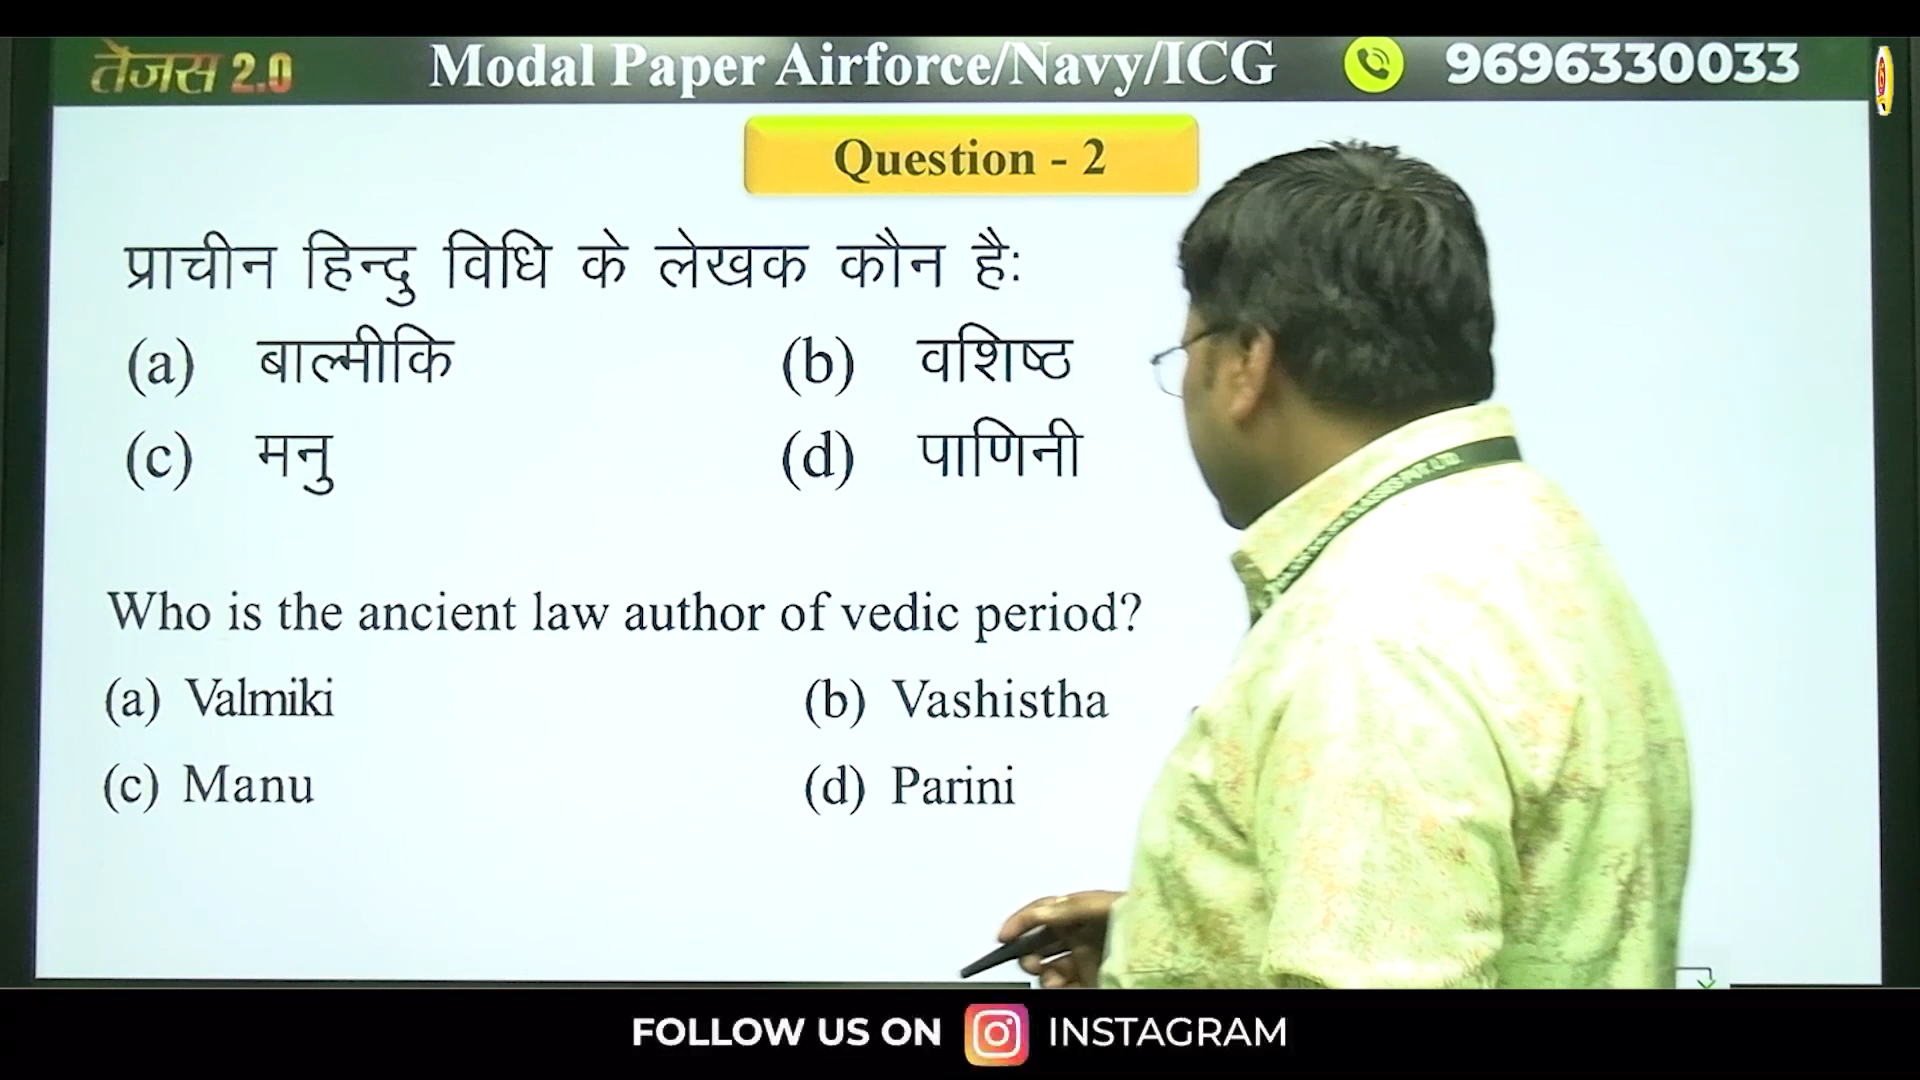 तेजस 2.0 Modal Paper Airforce/Navy/ICG 9696330033
Question - 2
प्राचीन हिन्दु विधि के लेखक कौन है:
(a) बाल्मीकि (b) वशिष्ठ
(c) मनु (d) पाणिनी
Who is the ancient law author of vedic period?
(a) Valmiki (b) Vashistha
(c) Manu (d) Parini
FOLLOW US ON INSTAGRAM